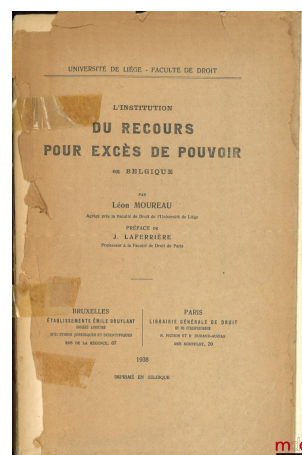 UNIVERSITÉ DE LIÉGE - FACULTÉ DE DROIT
L'INSTITUTION
DU RECOURS
POUR EXCÈS DE POUVOIR
EN BELGIQUE
PAR
Léon MOUREAU
Agrégé près la Faculté de Droit de l'Université de Liége
PRÉFACE DE
J. LAFERRIÈRE
Professeur à la Faculté de Droit de Paris
BRUXELLES
ÉTABLISSEMENTS ÉMILE BRUYLANT
SOCIÉTÉ ANONYME
ÉDITIONS JURIDIQUES ET SCIENTIFIQUES
RUE DE LA RÉGENCE, 67
PARIS
LIBRAIRIE GÉNÉRALE DE DROIT
ET DE JURISPRUDENCE
R. PICHON ET R. DURAND-AUZIAS
RUE SOUFFLOT, 20
1938
IMPRIMÉ EN BELGIQUE